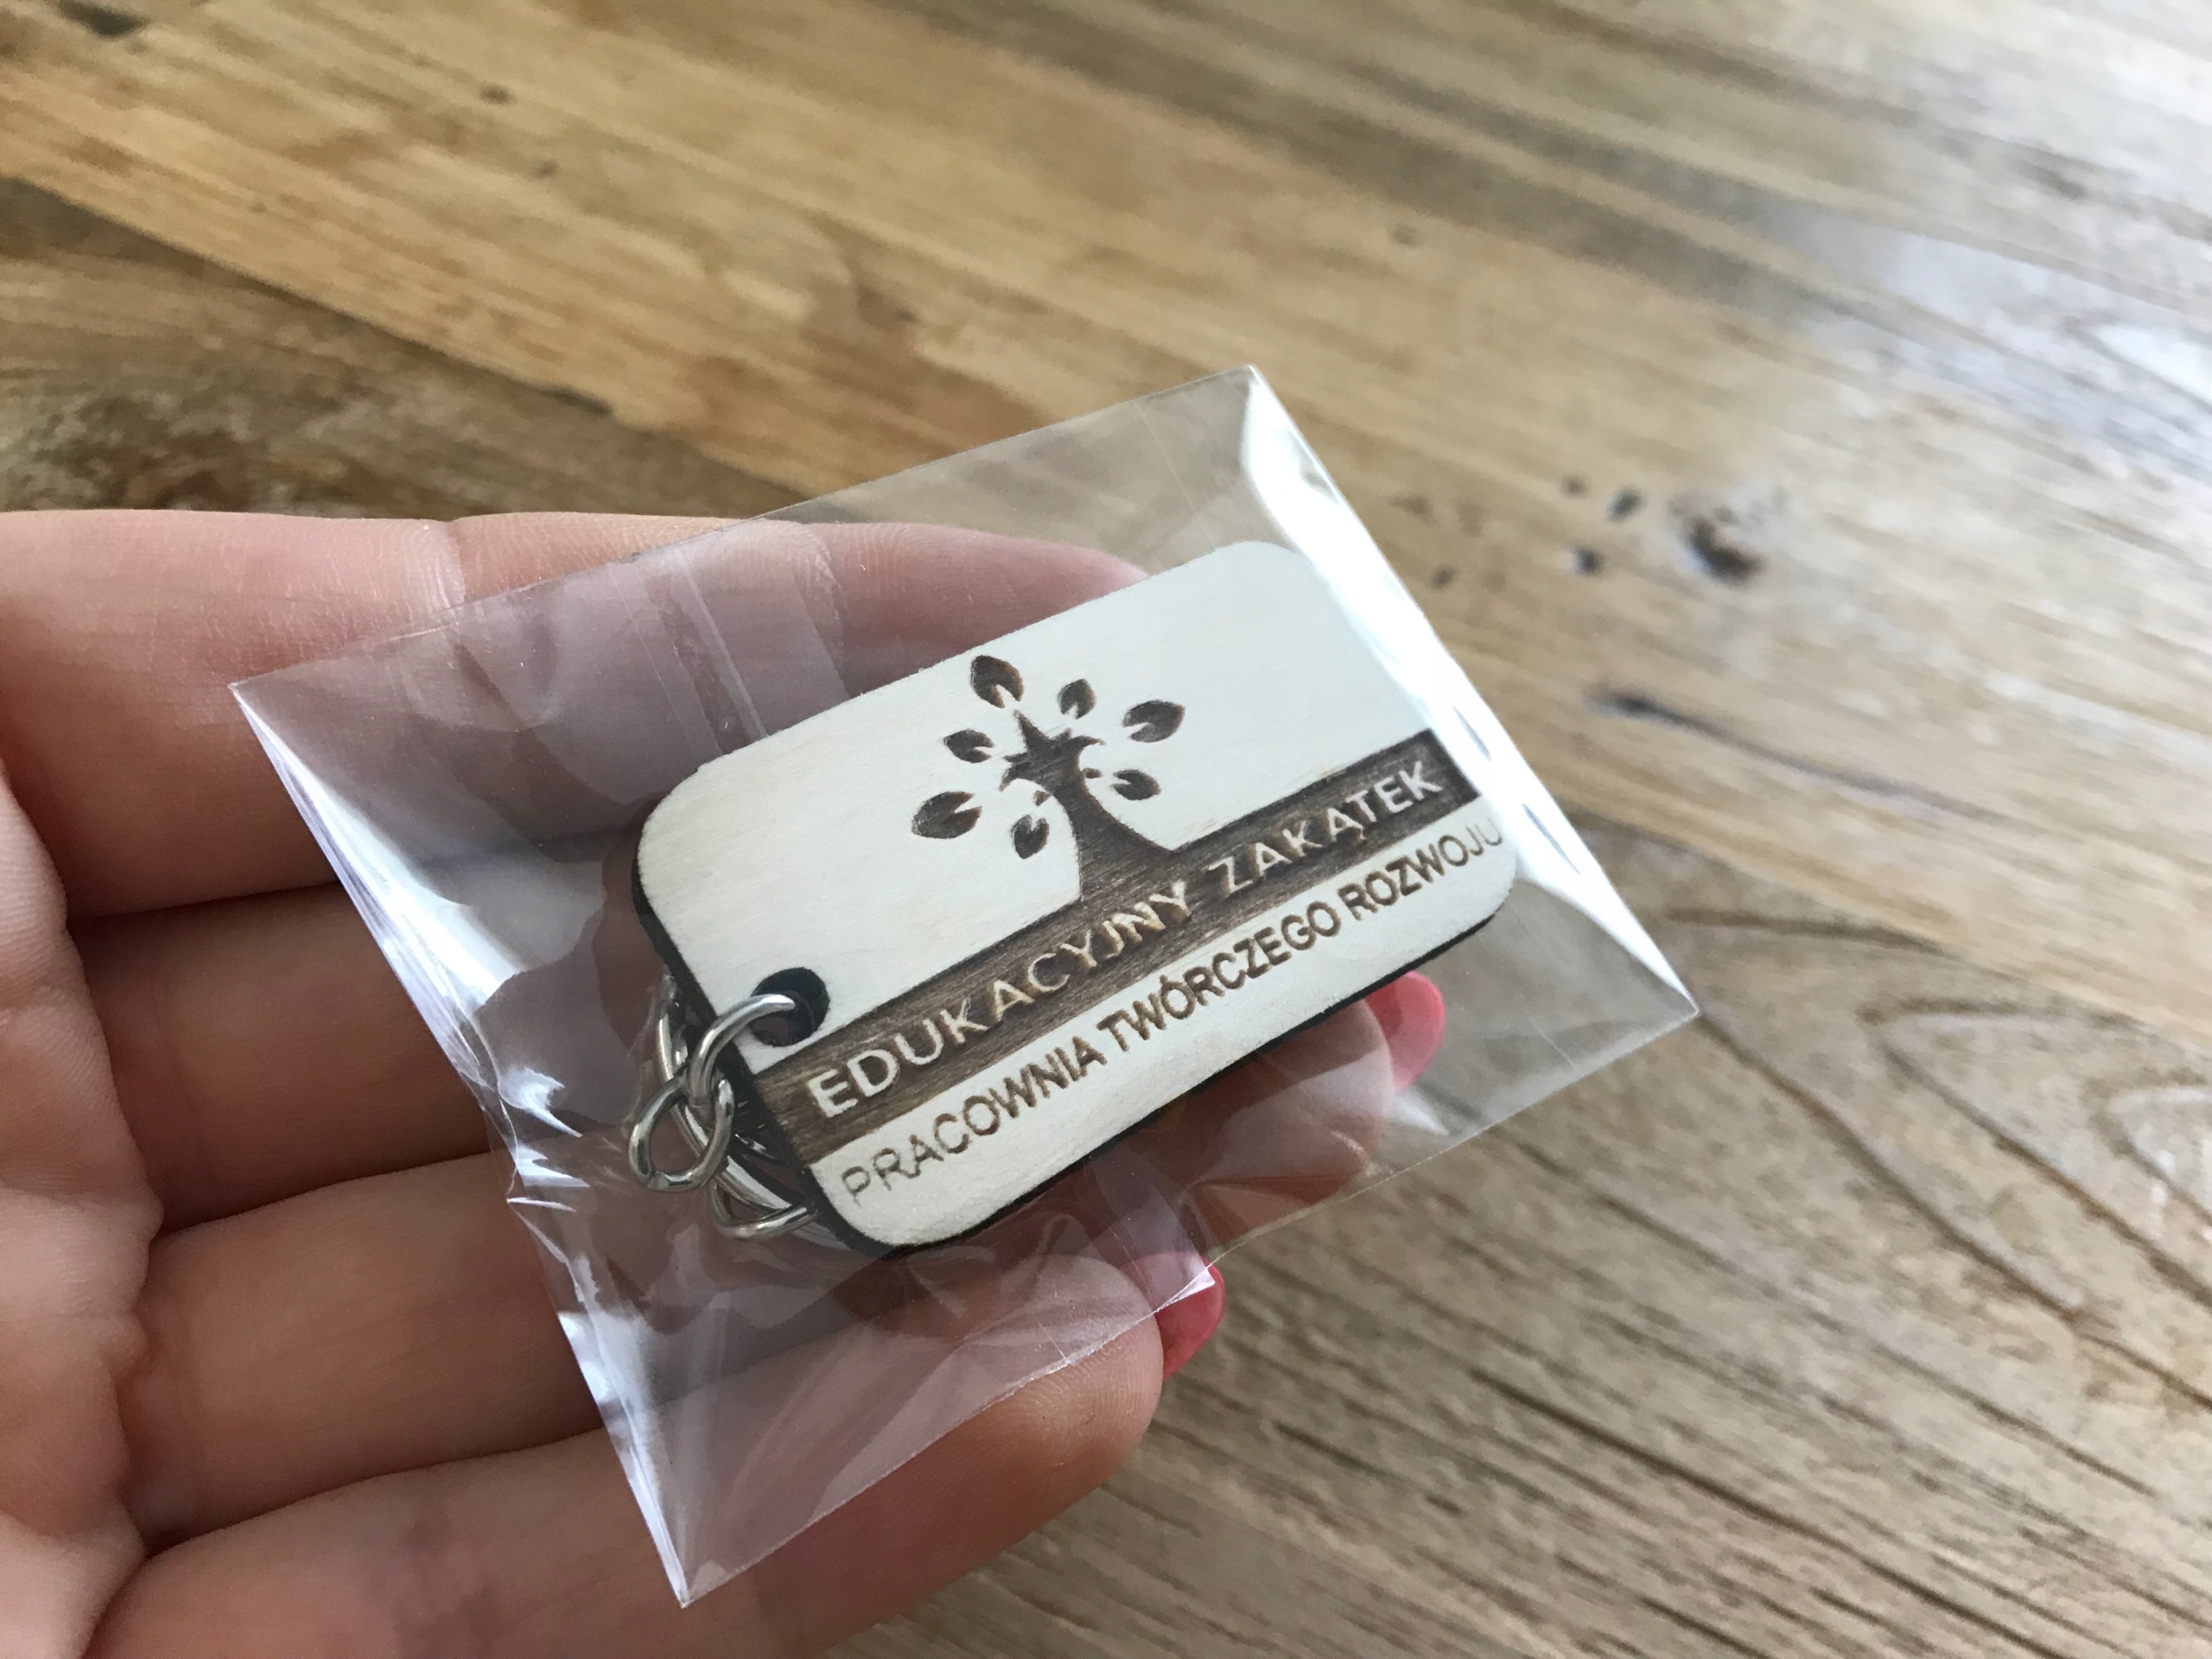 EDUKACYJNY ZAKĄTEK
PRACOWNIA TWÓRCZEGO ROZWOJU